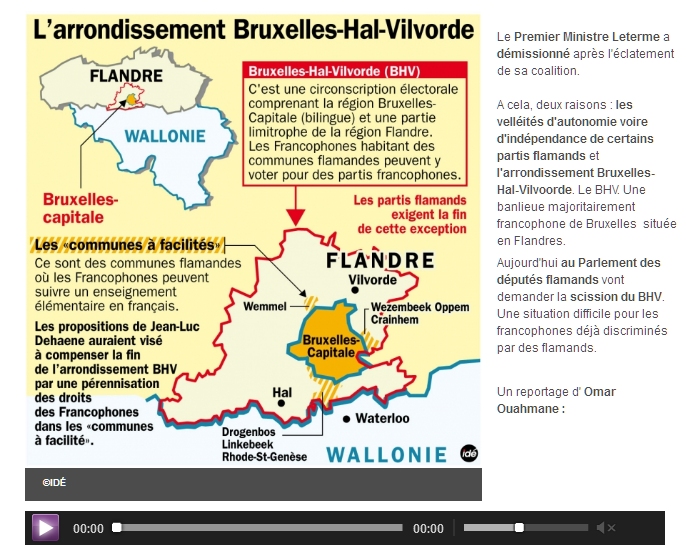 L'arrondissement Bruxelles-Hal-Vilvorde
FLANDRE
WALLONIE
Bruxelles-
capitale
Bruxelles-Hal-Vilvorde (BHV)
C'est une circonscription électorale
comprenant la région Bruxelles-
Capitale (bilingue) et une partie
limitrophe de la région Flandre.
Les Francophones habitant des
communes flamandes peuvent y
voter pour des partis francophones.
Les partis flamands
exigent la fin
de cette exception
Les «communes à facilités»
Ce sont des communes flamandes
où les Francophones peuvent
suivre un enseignement
élémentaire en français.
Les propositions de Jean-Luc
Dehaene auraient visé
à compenser la fin
de l'arrondissement BHV
par une pérennisation
des droits
des Francophones
dans les «communes
à facilité».
FLANDRE
Vilvorde
Wemmel
Wezembeek Oppem
Crainhem
Bruxelles-
Capitale
Hal
Waterloo
Drogenbos
Linkebeek
Rhode-St-Genèse
WALLONIE
idé
©IDÉ
00:00
00:00
Le Premier Ministre Leterme a
démissionné après l'éclatement
de sa coalition.
A cela, deux raisons : les
velléités d'autonomie voire
d'indépendance de certains
partis flamands et
l'arrondissement Bruxelles-
Hal-Vilvoorde. Le BHV. Une
banlieue majoritairement
francophone de Bruxelles située
en Flandres.
Aujourd'hui au Parlement des
députés flamands vont
demander la scission du BHV.
Une situation difficile pour les
francophones déjà discriminés
par des flamands.
Un reportage d' Omar
Ouahmane :